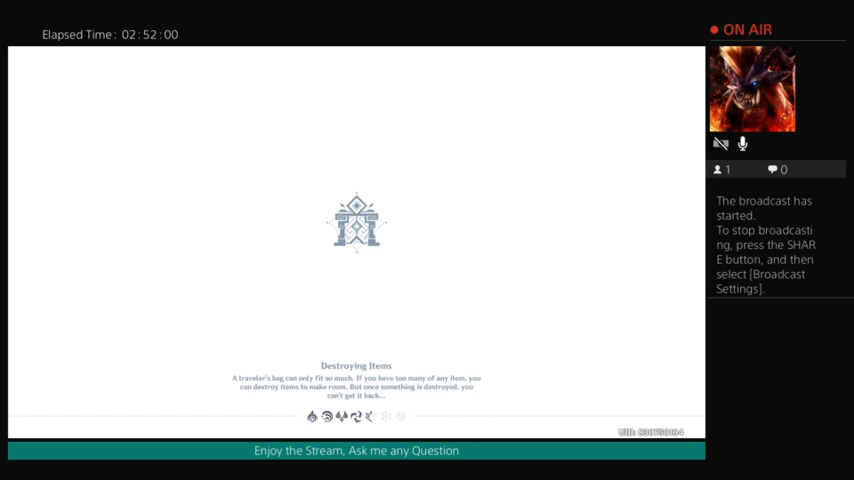 Elapsed Time: 02:52:00
ON AIR
1
0
The broadcast has
started.
To stop broadcasti
ng, press the SHAR
E button, and then
select [Broadcast
Settings].
Destroying Items
A traveler's bag can only fit so much. If you have too many of any item, you
can destroy items to make room. But once something is destroyed, you
can't get it back...
Enjoy the Stream, Ask me any Question